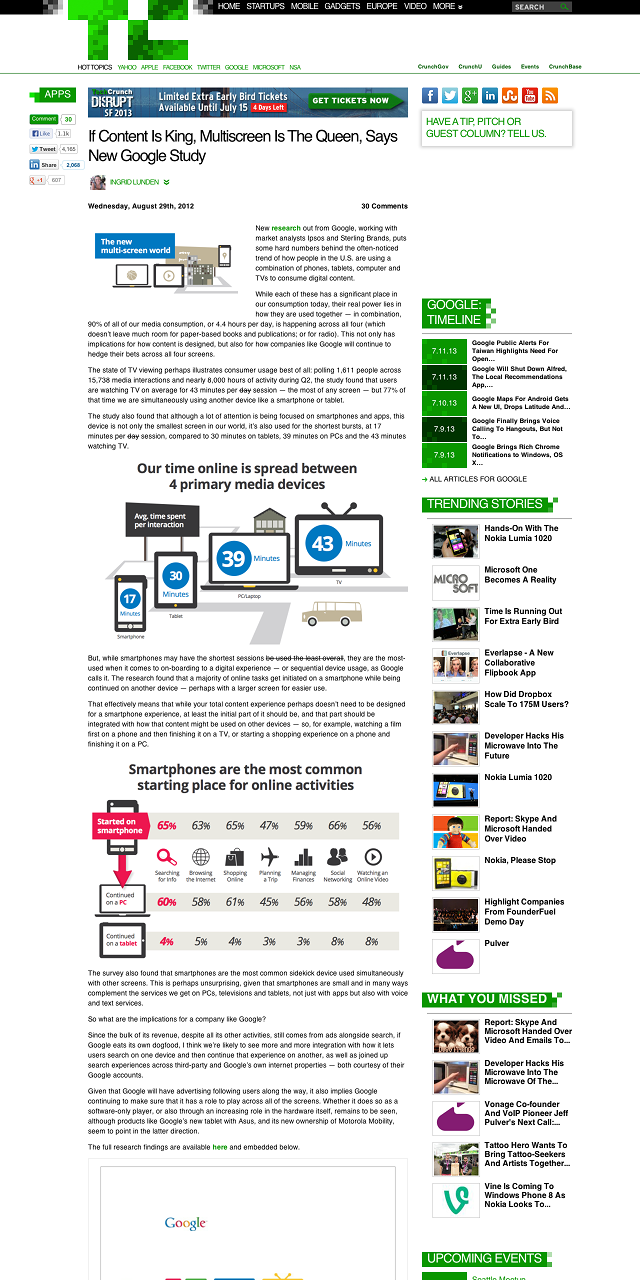 HOME STARTUPS MOBILE GADGETS EUROPE VIDEO MORE
SEARCH
HOT TOPICS YAHOO APPLE FACEBOOK TWITTER GOOGLE MICROSOFT NSA
CrunchGov CrunchU Guides Events CrunchBase
APPS
Comment 30
Like 1.1k
Tweet 4,165
Share 2,068
+1 607
DISRUPT
SF 2013
Limited Extra Early Bird Tickets
Available Until July 15 4 Days Left
GET TICKETS NOW
If Content Is King, Multiscreen Is The Queen, Says
New Google Study
INGRID LUNDEN
Wednesday, August 29th, 2012
30 Comments
The new
multi-screen world
New research out from Google, working with
market analysts Ipsos and Sterling Brands, puts
some hard numbers behind the often-noticed
trend of how people in the U.S. are using a
combination of phones, tablets, computer and
TVs to consume digital content.
While each of these has a significant place in
our consumption today, their real power lies in
how they are used together — in combination,
90% of all of our media consumption, or 4.4 hours per day, is happening across all four (which
doesn't leave much room for paper-based books and publications; or for radio). This not only has
implications for how content is designed, but also for how companies like Google will continue to
hedge their bets across all four screens.
The state of TV viewing perhaps illustrates consumer usage best of all: polling 1,611 people across
15,738 media interactions and nearly 8,000 hours of activity during Q2, the study found that users
are watching TV on average for 43 minutes per day session — the most of any screen — but 77% of
that time we are simultaneously using another device like a smartphone or tablet.
The study also found that although a lot of attention is being focused on smartphones and apps, this
device is not only the smallest screen in our world, it's also used for the shortest bursts, at 17
minutes per day session, compared to 30 minutes on tablets, 39 minutes on PCs and the 43 minutes
watching TV.
Our time online is spread between
4 primary media devices
Avg. time spent
per interaction
17
Minutes
Smartphone
30
Minutes
Tablet
39 Minutes
PC/Laptop
43 Minutes
TV
But, while smartphones may have the shortest sessions be used the least overall, they are the most-
used when it comes to on-boarding to a digital experience — or sequential device usage, as Google
calls it. The research found that a majority of online tasks get initiated on a smartphone while being
continued on another device — perhaps with a larger screen for easier use.
That effectively means that while your total content experience perhaps doesn't need to be designed
for a smartphone experience, at least the initial part of it should be, and that part should be
integrated with how that content might be used on other devices — so, for example, watching a film
first on a phone and then finishing it on a TV, or starting a shopping experience on a phone and
finishing it on a PC.
Smartphones are the most common
starting place for online activities
Started on
smartphone
65% 63% 65% 47% 59% 66% 56%
Searching
for Info
Browsing
the Internet
Shopping
Online
Planning
a Trip
Managing
Finances
Social
Networking
Watching an
Online Video
Continued
on a PC
60% 58% 61% 45% 56% 58% 48%
Continued
on a tablet
4% 5% 4% 3% 3% 8% 8%
The survey also found that smartphones are the most common sidekick device used simultaneously
with other screens. This is perhaps unsurprising, given that smartphones are small and in many ways
complement the services we get on PCs, televisions and tablets, not just with apps but also with voice
and text services.
So what are the implications for a company like Google?
Since the bulk of its revenue, despite all its other activities, still comes from ads alongside search, if
Google eats its own dogfood, I think we're likely to see more and more integration with how it lets
users search on one device and then continue that experience on another, as well as joined up
search experiences across third-party and Google's own internet properties — both courtesy of their
Google accounts.
Given that Google will have advertising following users along the way, it also implies Google
continuing to make sure that it has a role to play across all of the screens. Whether it does so as a
software-only player, or also through an increasing role in the hardware itself, remains to be seen,
although products like Google's new tablet with Asus, and its new ownership of Motorola Mobility,
seem to point in the latter direction.
The full research findings are available here and embedded below.
Google
HAVE A TIP, PITCH OR
GUEST COLUMN? TELL US.
GOOGLE:
TIMELINE
7.11.13
Google Public Alerts For
Taiwan Highlights Need For
Open...
7.11.13
Google Will Shut Down Alfred,
The Local Recommendations
App,...
7.10.13
Google Maps For Android Gets
A New UI, Drops Latitude And...
7.9.13
Google Finally Brings Voice
Calling To Hangouts, But Not
To...
7.9.13
Google Brings Rich Chrome
Notifications to Windows, OS
X...
→ ALL ARTICLES FOR GOOGLE
TRENDING STORIES
Hands-On With The
Nokia Lumia 1020
MICRO
SOFT
Microsoft One
Becomes A Reality
Time Is Running Out
For Extra Early Bird
Everlapse - A New
Collaborative
Flipbook App
How Did Dropbox
Scale To 175M Users?
Developer Hacks His
Microwave Into The
Future
Nokia Lumia 1020
Report: Skype And
Microsoft Handed
Over Video
Nokia, Please Stop
Highlight Companies
From FounderFuel
Demo Day
Pulver
WHAT YOU MISSED
Report: Skype And
Microsoft Handed Over
Video And Emails To...
Developer Hacks His
Microwave Into The
Microwave Of The...
Vonage Co-founder
And VoIP Pioneer Jeff
Pulver's Next Call:...
Tattoo Hero Wants To
Bring Tattoo-Seekers
And Artists Together...
Vine Is Coming To
Windows Phone 8 As
Nokia Looks To...
UPCOMING EVENTS
Seattle Meetup